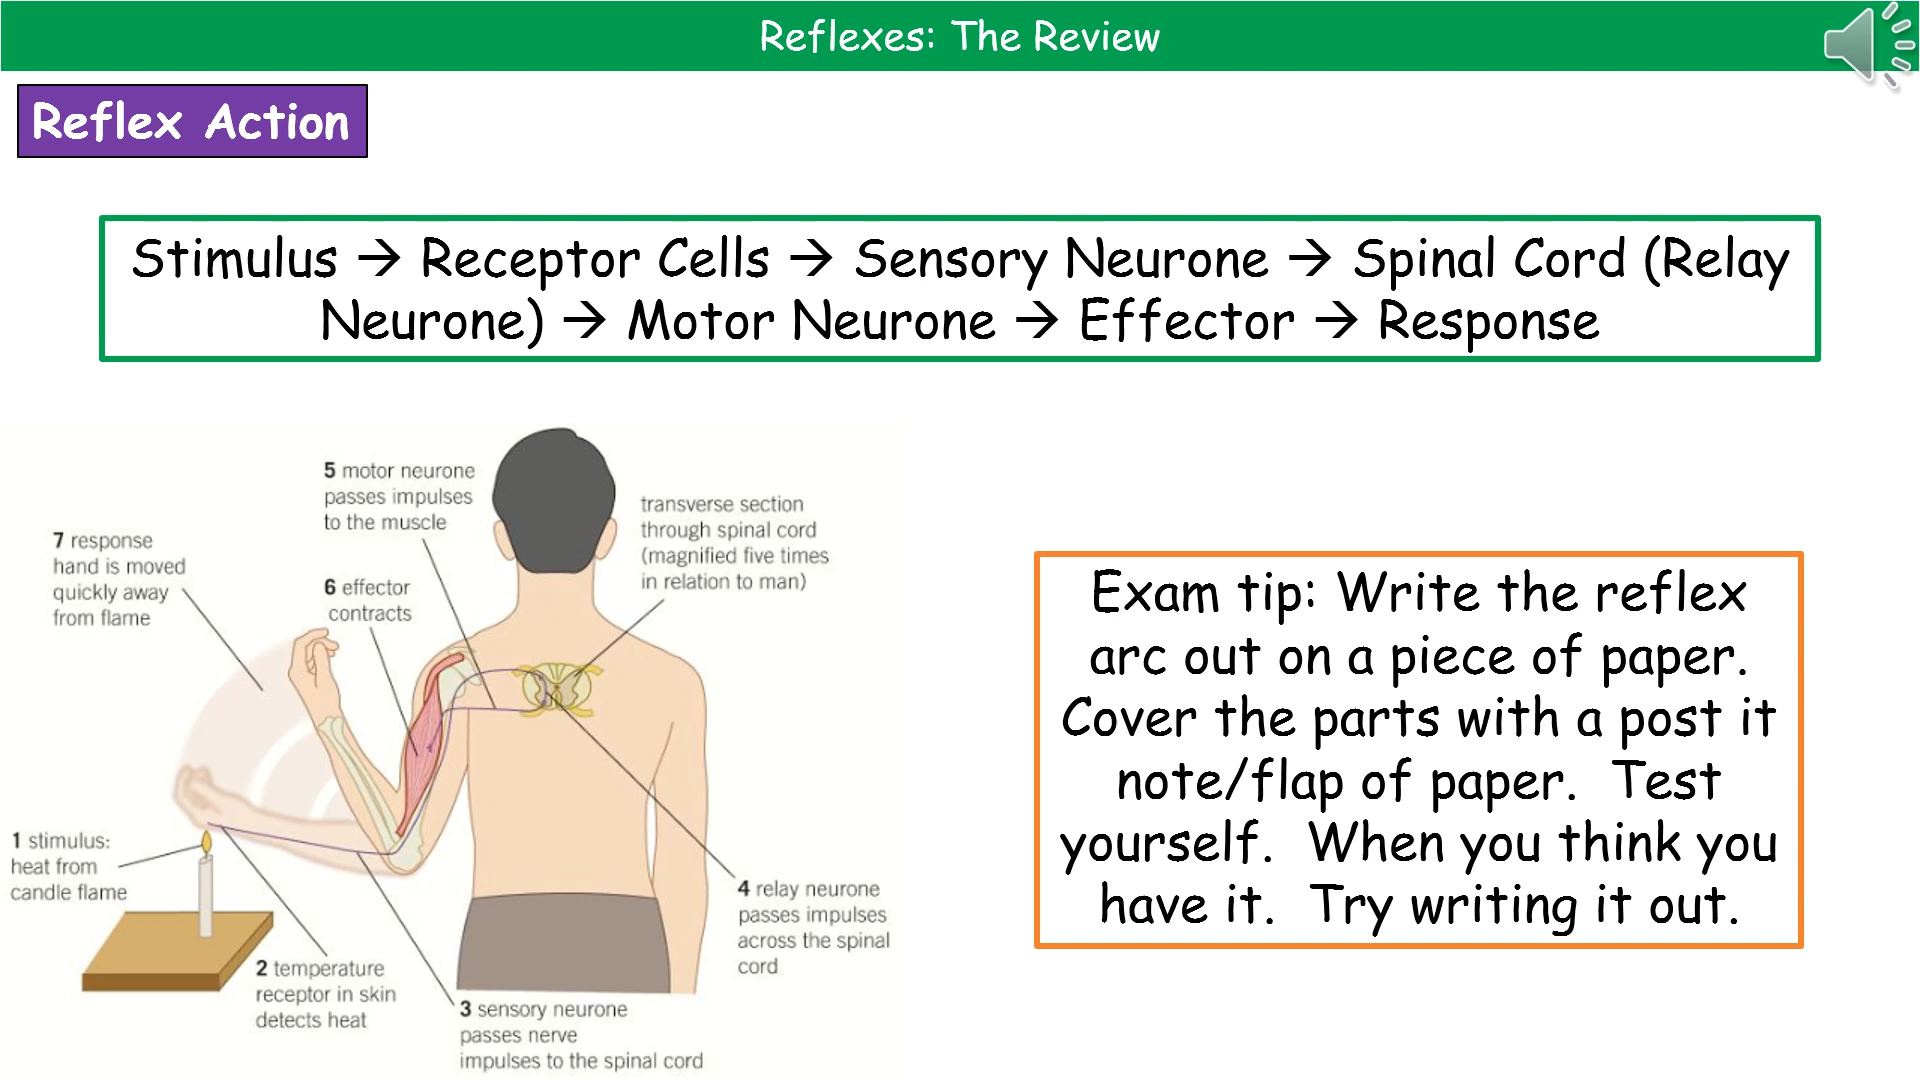 Reflexes: The Review
Reflex Action
Stimulus → Receptor Cells → Sensory Neurone → Spinal Cord (Relay
Neurone) → Motor Neurone → Effector → Response
5 motor neurone
passes impulses
to the muscle
transverse section
through spinal cord
(magnified five times
in relation to man)
7 response
hand is moved
quickly away
from flame
6 effector
contracts
1 stimulus:
heat from
candle flame
2 temperature
receptor in skin
detects heat
3 sensory neurone
passes nerve
impulses to the spinal cord
4 relay neurone
passes impulses
across the spinal
cord
Exam tip: Write the reflex
arc out on a piece of paper.
Cover the parts with a post it
note/flap of paper.  Test
yourself.  When you think you
have it.  Try writing it out.